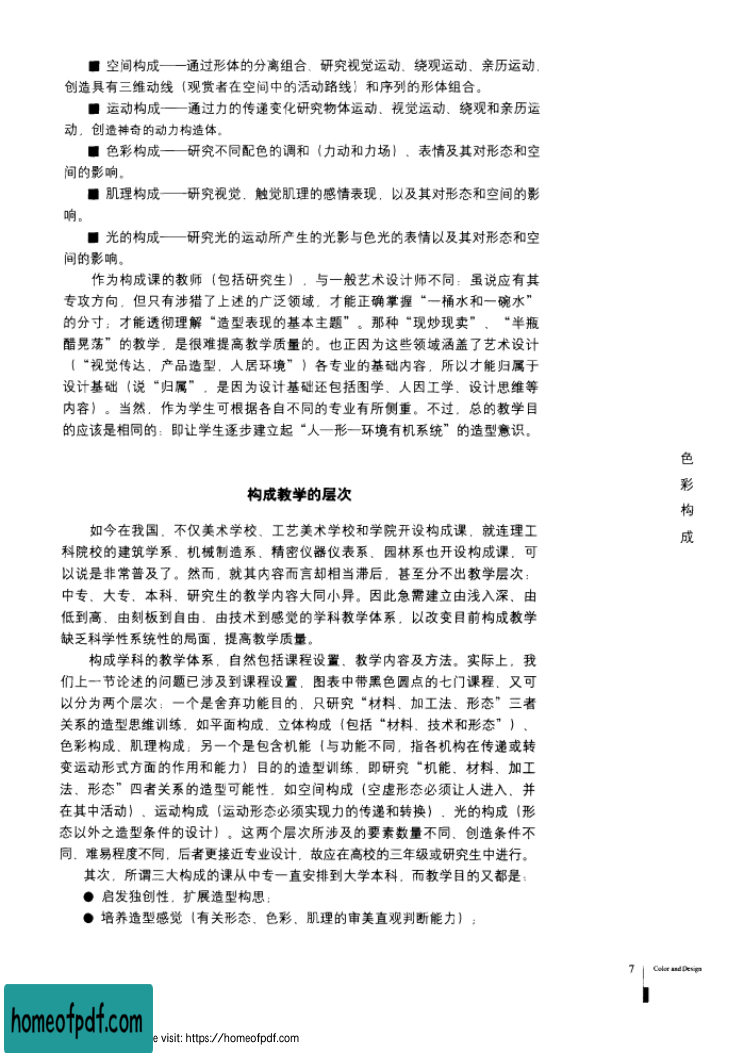 ■ 空间构成——通过形体的分离组合、研究视觉运动、绕观运动、亲历运动，
创造具有三维动线（观赏者在空间中的活动路线）和序列的形体组合。
■ 运动构成——通过力的传递变化研究物体运动、视觉运动、绕观和亲历运
动，创造神奇的动力构造体。
■ 色彩构成——研究不同配色的调和（力动和力场）、表情及其对形态和空
间的影响。
■ 肌理构成——研究视觉、触觉肌理的感情表现，以及其对形态和空间的影
响。
■ 光的构成——研究光的运动所产生的光影与色光的表情以及其对形态和空
间的影响。
作为构成课的教师（包括研究生），与一般艺术设计师不同：虽说应有其
专攻方向，但只有涉猎了上述的广泛领域，才能正确掌握“一桶水和一碗水”
的分寸；才能透彻理解“造型表现的基本主题”。那种“现炒现卖”、“半瓶
醋晃荡”的教学，是很难提高教学质量的。也正因为这些领域涵盖了艺术设计
（“视觉传达，产品造型，人居环境”）各专业的基础内容，所以才能归属于
设计基础（说“归属”，是因为设计基础还包括图学、人因工学、设计思维等
内容）。当然，作为学生可根据各自不同的专业有所侧重。不过，总的教学目
的应该是相同的：即让学生逐步建立起“人—形—环境有机系统”的造型意识。
构成教学的层次
如今在我国，不仅美术学校、工艺美术学校和学院开设构成课，就连理工
科院校的建筑学系、机械制造系、精密仪器仪表系、园林系也开设构成课，可
以说是非常普及了。然而，就其内容而言却相当滞后，甚至分不出教学层次：
中专、大专、本科、研究生的教学内容大同小异。因此急需建立由浅入深、由
低到高、由刻板到自由、由技术到感觉的学科教学体系，以改变目前构成教学
缺乏科学性系统性的局面，提高教学质量。
构成学科的教学体系，自然包括课程设置、教学内容及方法。实际上，我
们上一节论述的问题已涉及到课程设置，图表中带黑色圆点的七门课程，又可
以分为两个层次：一个是舍弃功能目的，只研究“材料、加工法、形态”三者
关系的造型思维训练，如平面构成、立体构成（包括“材料、技术和形态”）、
色彩构成、肌理构成；另一个是包含机能（与功能不同，指各机构在传递或转
变运动形式方面的作用和能力）目的的造型训练，即研究“机能、材料、加工
法、形态”四者关系的造型可能性，如空间构成（空虚形态必须让人进入、并
在其中活动）、运动构成（运动形态必须实现力的传递和转换）、光的构成（形
态以外之造型条件的设计）。这两个层次所涉及的要素数量不同、创造条件不
同、难易程度不同，后者更接近专业设计，故应在高校的三年级或研究生中进行。
其次，所谓三大构成的课从中专一直安排到大学本科，而教学目的又都是：
● 启发独创性，扩展造型构思；
● 培养造型感觉（有关形态、色彩、肌理的审美直观判断能力）；
色
彩
构
成
7
Color and Design
homeofpdf.com
e visit: https://homeofpdf.com